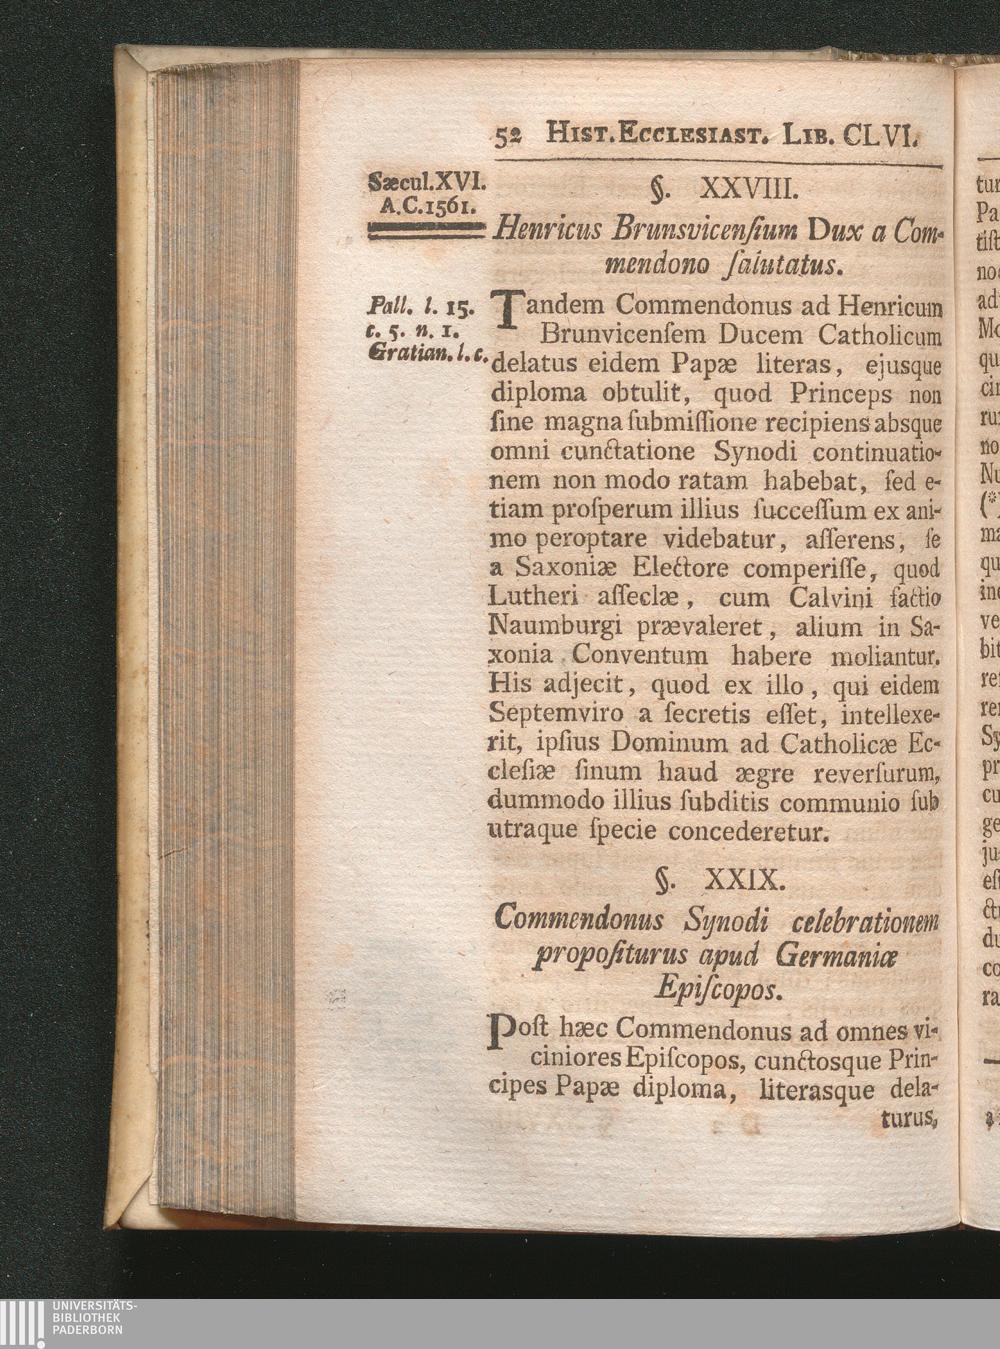 52 HIST. ECCLESIAST. LIB. CLVI.
Sæcul. XVI.
A.C. 1561.
§. XXVIII.
Henricus Brunsvicenſium Dux a Com-
mendono ſalutatus.
Pall. l. 15.
c. 5. n. 1.
Gratian. l. c.
Tandem Commendonus ad Henricum
Brunvicenſem Ducem Catholicum
delatus eidem Papæ literas, ejusque
diploma obtulit, quod Princeps non
ſine magna ſubmiſſione recipiens absque
omni cunctatione Synodi continuatio-
nem non modo ratam habebat, ſed e-
tiam proſperum illius ſucceſſum ex ani-
mo peroptare videbatur, aſſerens, ſe
a Saxoniæ Electore comperiſſe, quod
Lutheri aſſeclæ, cum Calvini factio
Naumburgi prævaleret, alium in Sa-
xonia Conventum habere moliantur.
His adjecit, quod ex illo, qui eidem
Septemviro a ſecretis eſſet, intellexe-
rit, ipſius Dominum ad Catholicæ Ec-
cleſiæ ſinum haud ægre reverſurum,
dummodo illius ſubditis communio ſub
utraque ſpecie concederetur.
§. XXIX.
Commendonus Synodi celebrationem
propoſiturus apud Germaniæ
Epiſcopos.
Poſt hæc Commendonus ad omnes vi-
ciniores Epiſcopos, cunctosque Prin-
cipes Papæ diploma, literasque dela-
turus,
UNIVERSITÄTS-
BIBLIOTHEK
PADERBORN